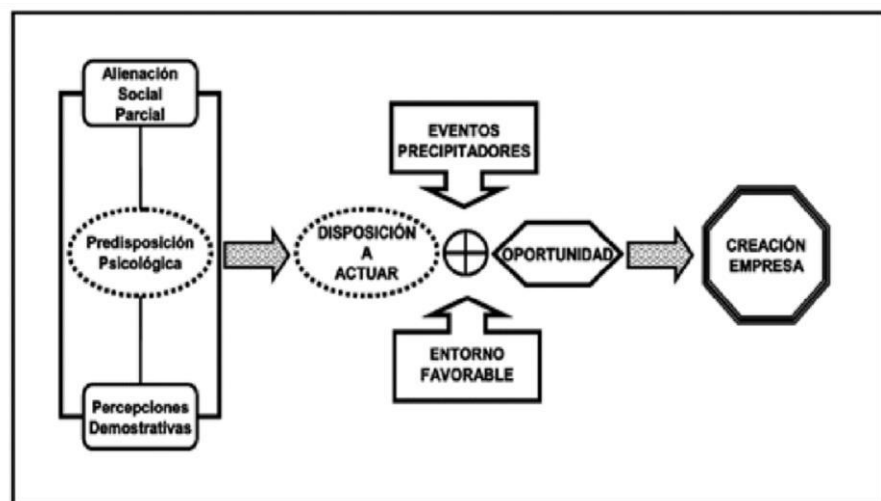 Alienación
Social
Parcial
Predisposición
Psicológica
Percepciones
Demostrativas
DISPOSICIÓN
A
ACTUAR
EVENTOS
PRECIPITADORES
ENTORNO
FAVORABLE
OPORTUNIDAD
CREACIÓN
EMPRESA